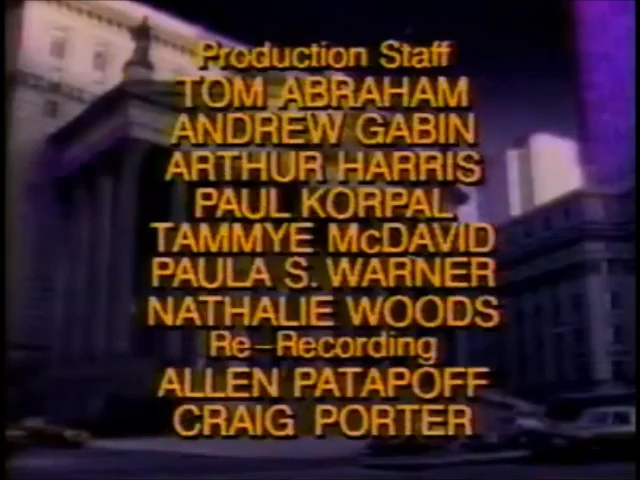 Production Staff
TOM ABRAHAM
ANDREW GABIN
ARTHUR HARRIS
PAUL KORPAL
TAMMYE McDAVID
PAULA S. WARNER
NATHALIE WOODS
Re-Recording
ALLEN PATAPOFF
CRAIG PORTER